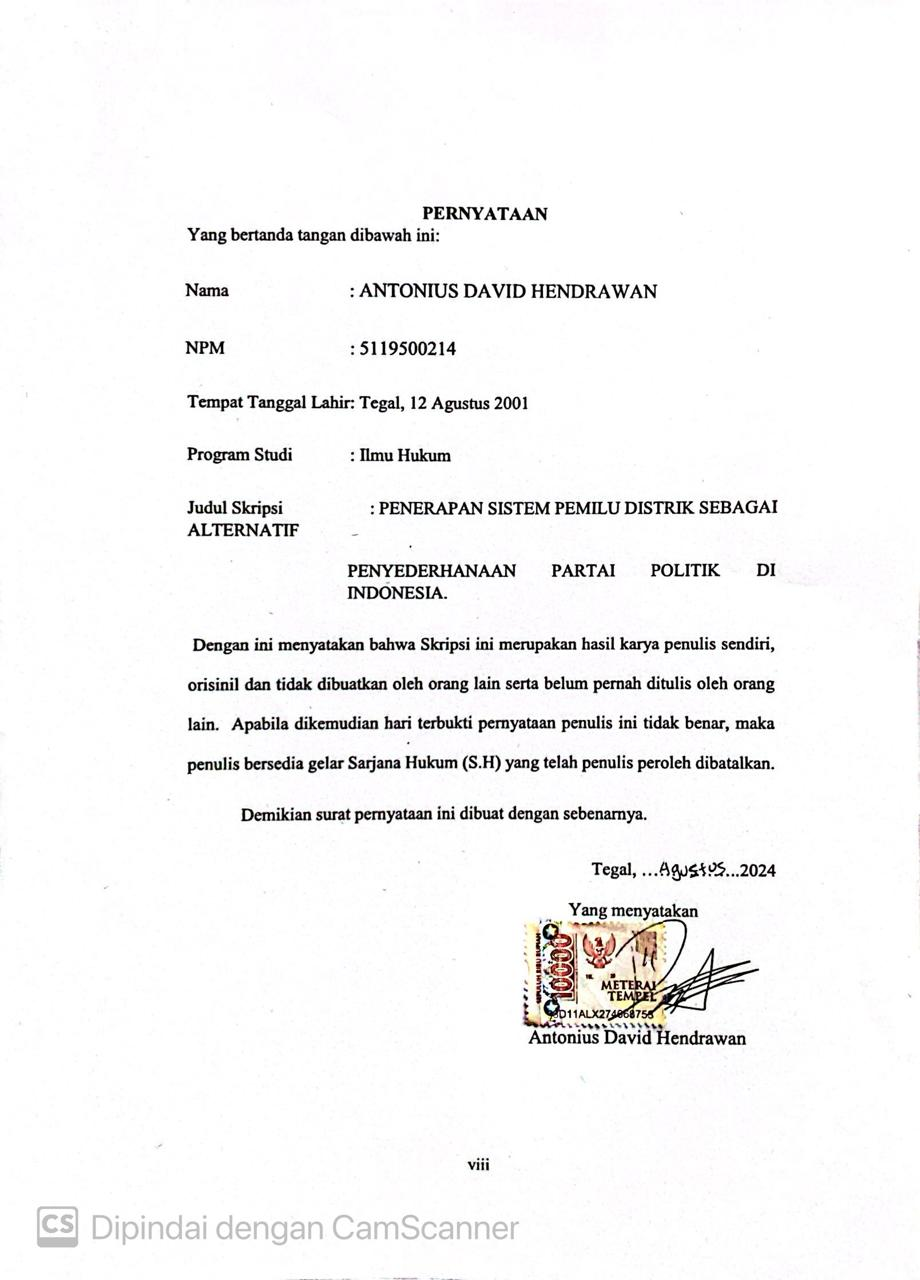 PERNYATAAN
Yang bertanda tangan dibawah ini:
Nama : ANTONIUS DAVID HENDRAWAN
NPM : 5119500214
Tempat Tanggal Lahir: Tegal, 12 Agustus 2001
Program Studi : Ilmu Hukum
Judul Skripsi : PENERAPAN SISTEM PEMILU DISTRIK SEBAGAI
ALTERNATIF
PENYEDERHANAAN PARTAI POLITIK DI
INDONESIA.
Dengan ini menyatakan bahwa Skripsi ini merupakan hasil karya penulis sendiri,
orisinil dan tidak dibuatkan oleh orang lain serta belum pernah ditulis oleh orang
lain. Apabila dikemudian hari terbukti pernyataan penulis ini tidak benar, maka
penulis bersedia gelar Sarjana Hukum (S.H) yang telah penulis peroleh dibatalkan.
Demikian surat pernyataan ini dibuat dengan sebenarnya.
Tegal, ...Agustus...2024
Yang menyatakan
SEPULUH RIBU RUPIAH
10000
METERAI
TEMPEL
Antonius David Hendrawan
viii
CS Dipindai dengan CamScanner